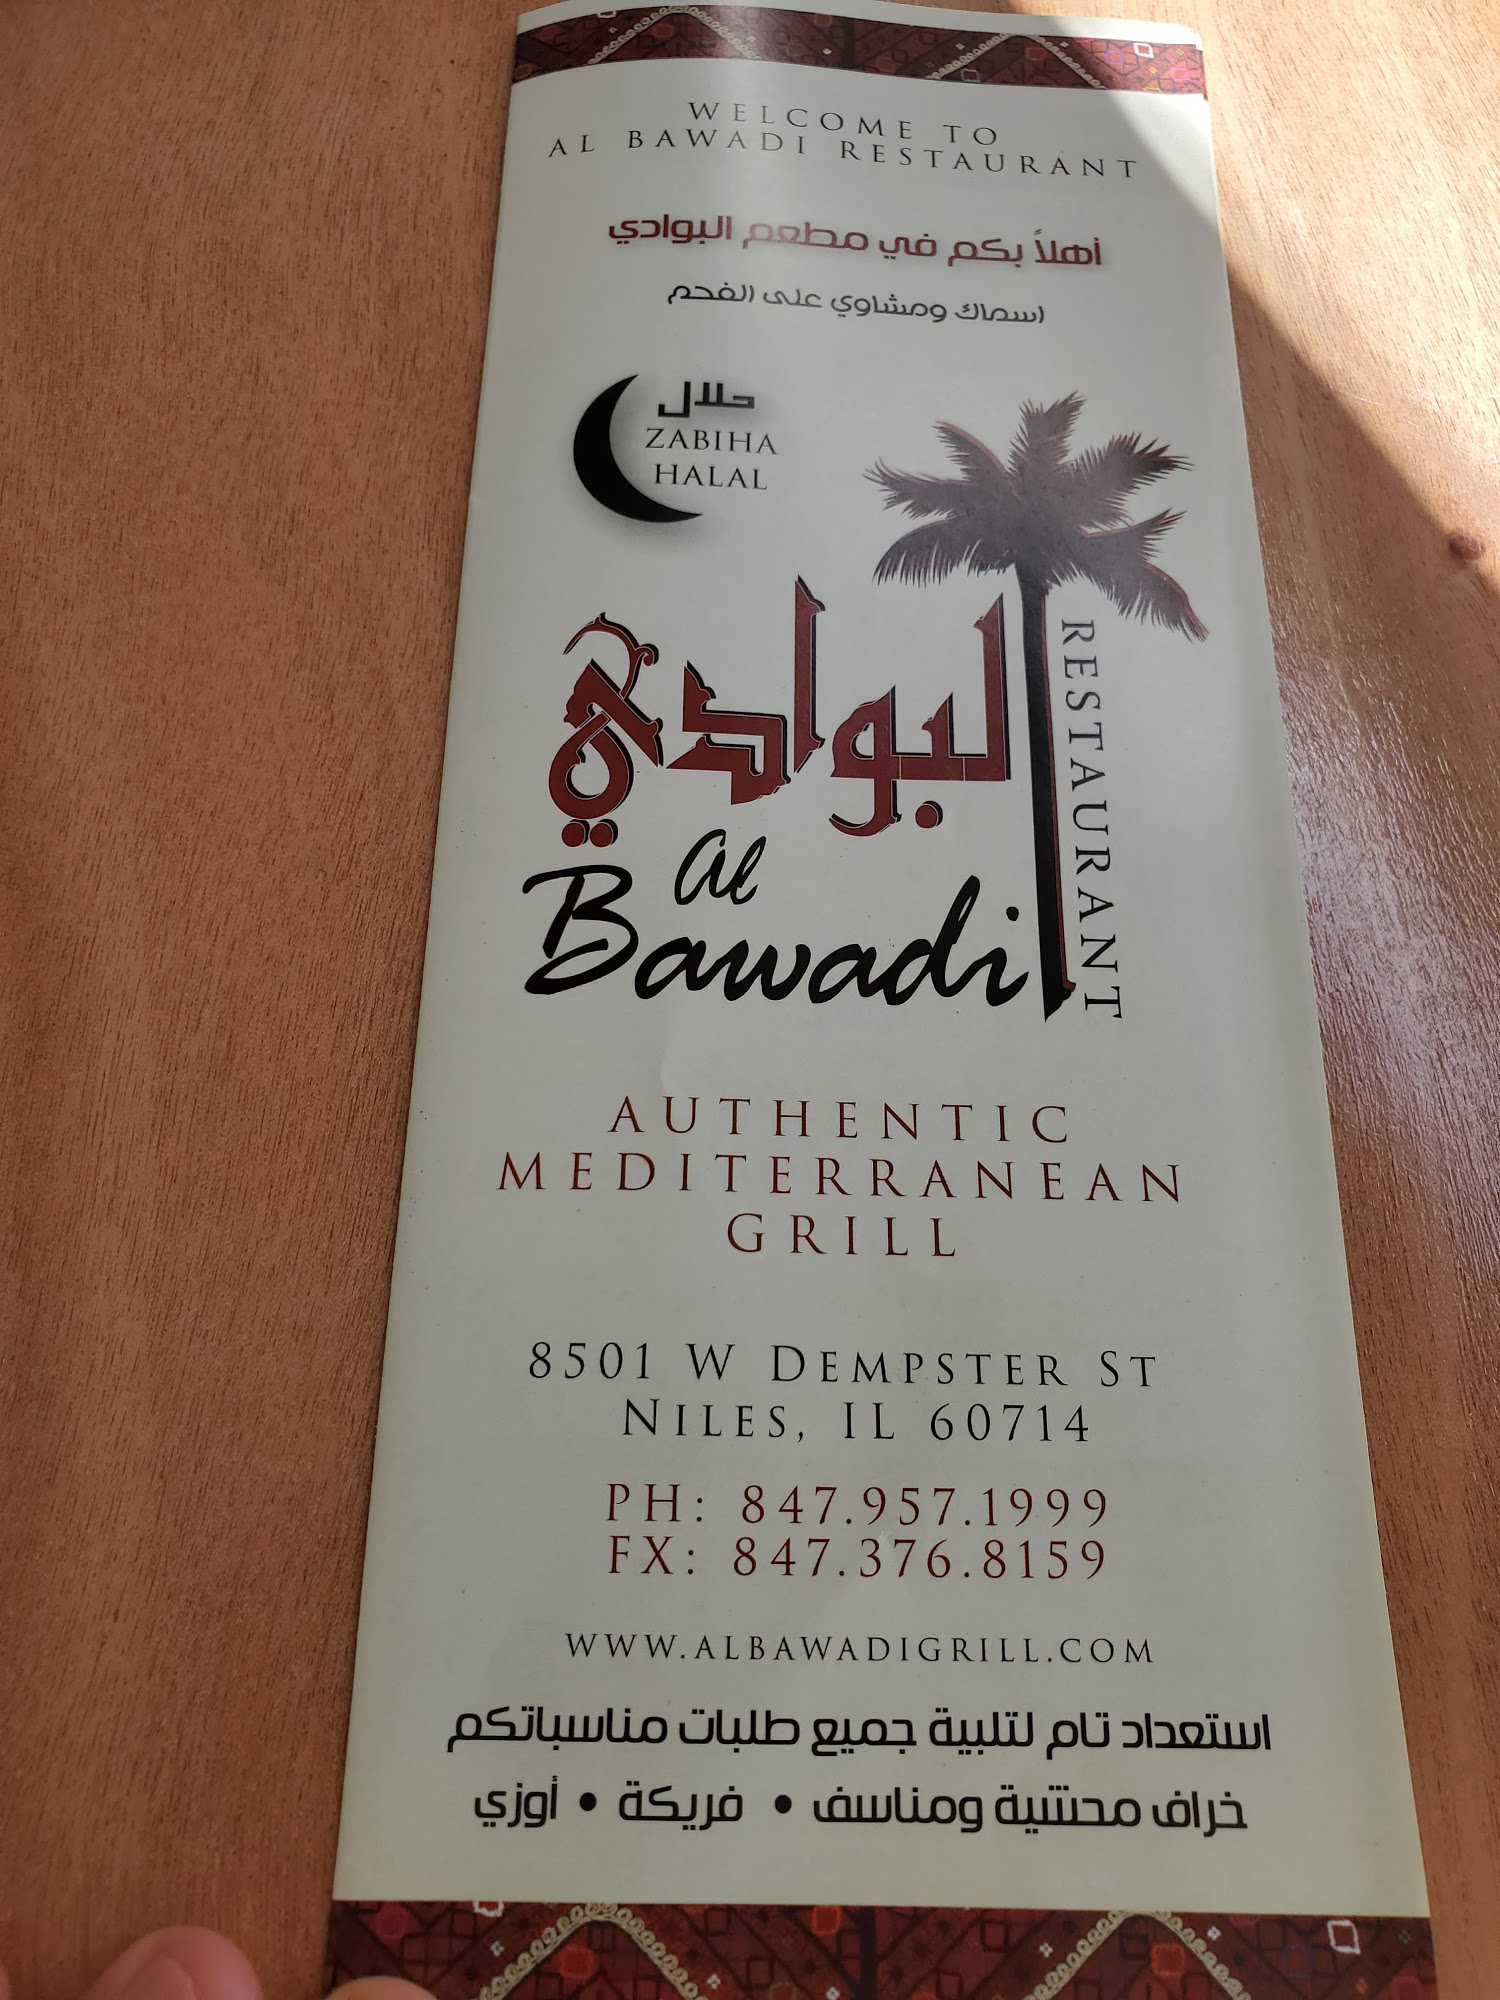 WELCOME TO
AL BAWADI RESTAURANT
أهلاً بكم في مطعم البوادي
اسماك ومشاوي على الفحم
حلال
ZABIHA
HALAL
البوادي
RESTAURANT
Al
Bawadi
AUTHENTIC
MEDITERRANEAN
GRILL
8501 W DEMPSTER ST
NILES, IL 60714
PH: 847.957.1999
FX: 847.376.8159
WWW.ALBAWADIGRILL.COM
استعداد تام لتلبية جميع طلبات مناسباتكم
خراف محشية ومناسف • فريكة • أوزي